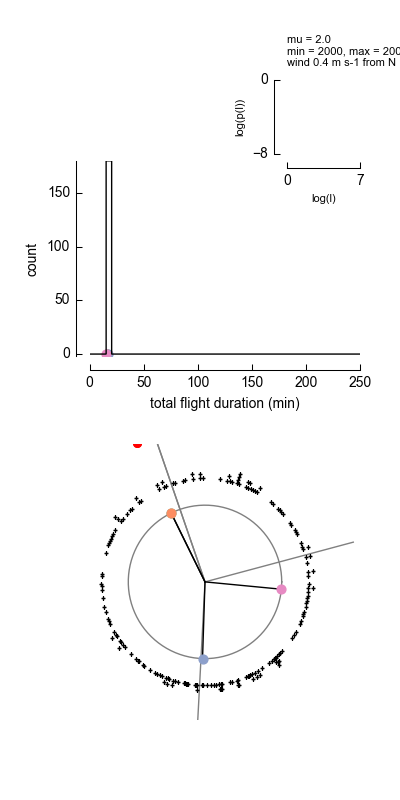 mu = 2.0
min = 2000, max = 200
wind 0.4 m s-1 from N
0
log(p(l))
−8
0
7
log(l)
150
100
50
0
count
0 50 100 150 200 250
total flight duration (min)